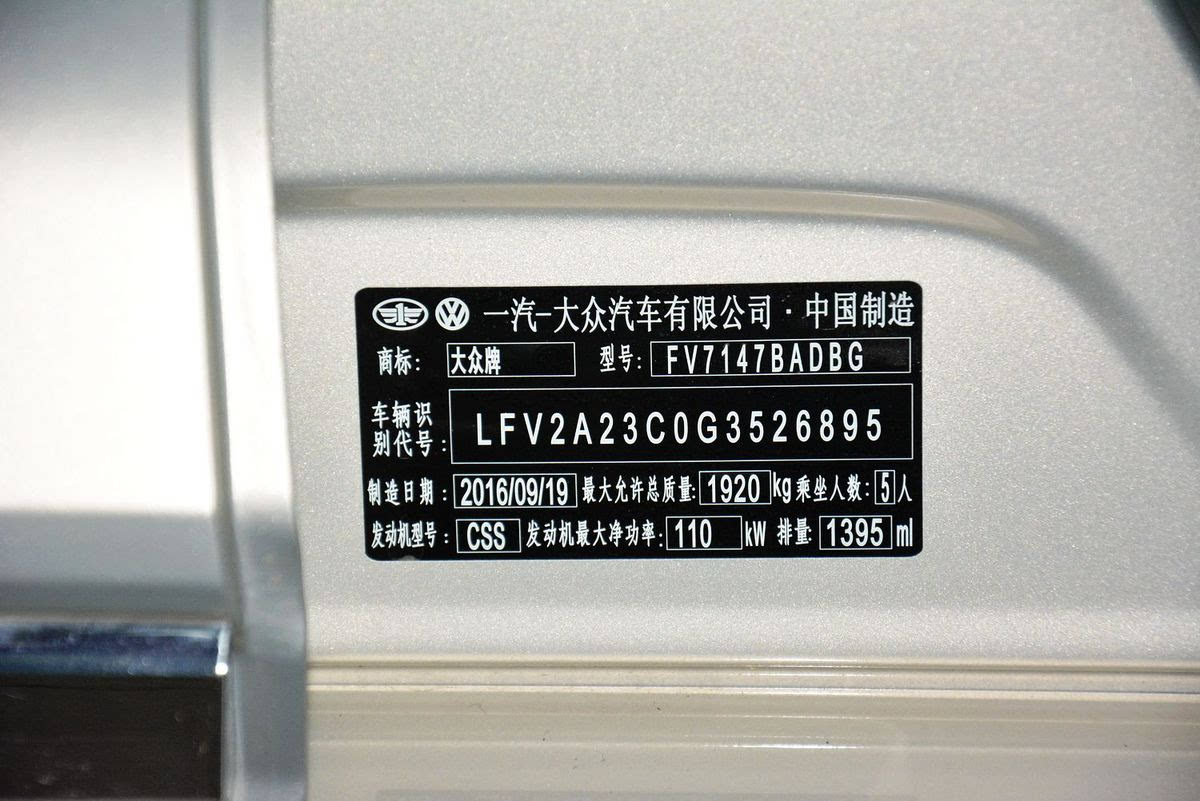 一汽-大众汽车有限公司·中国制造
商标: 大众牌 型号: FV7147BADBG
车辆识
别代号: LFV2A23C0G3526895
制造日期: 2016/09/19 最大允许总质量: 1920 kg 乘坐人数: 5 人
发动机型号: CSS 发动机最大净功率: 110 kW 排量: 1395 ml